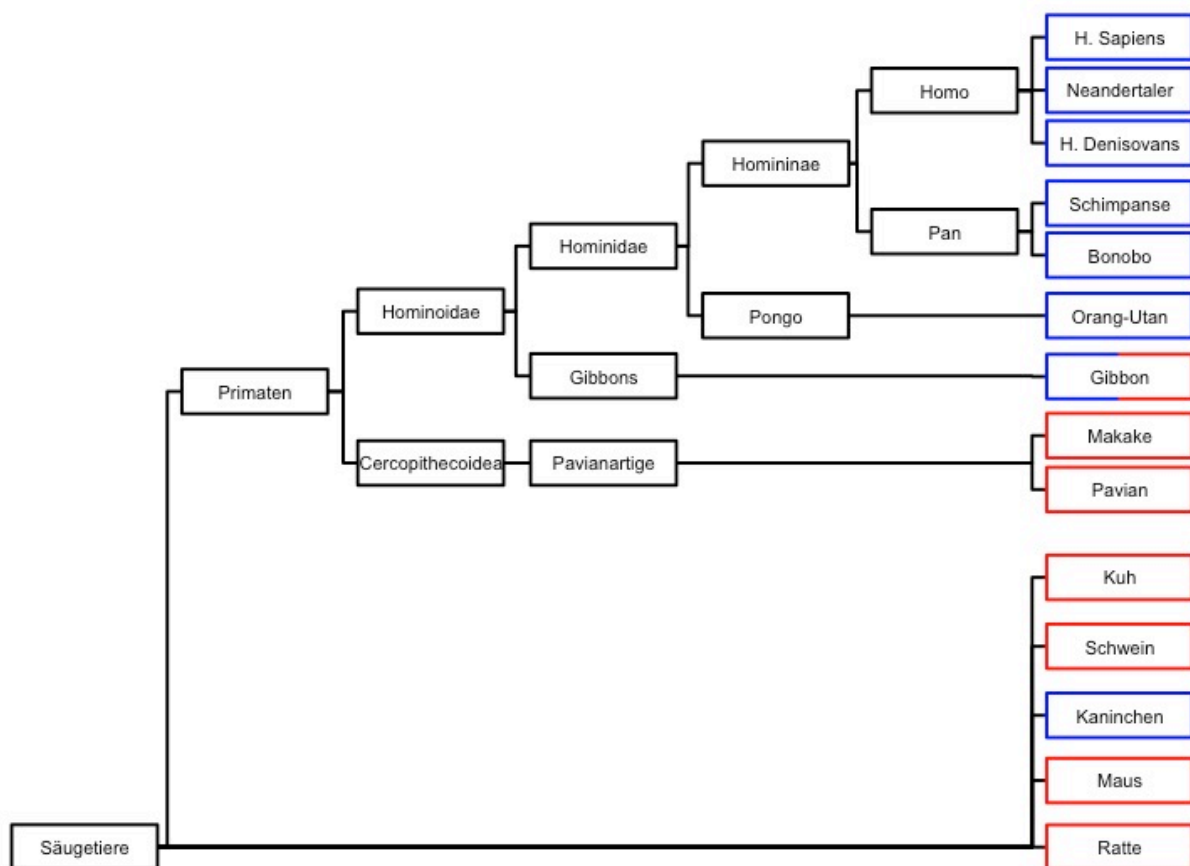 H. Sapiens
Homo
Neandertaler
H. Denisovans
Homininae
Schimpanse
Pan
Hominidae
Bonobo
Hominoidae
Pongo
Orang-Utan
Gibbons
Gibbon
Primaten
Makake
Cercopithecoidea
Pavianartige
Pavian
Kuh
Schwein
Kaninchen
Maus
Säugetiere
Ratte